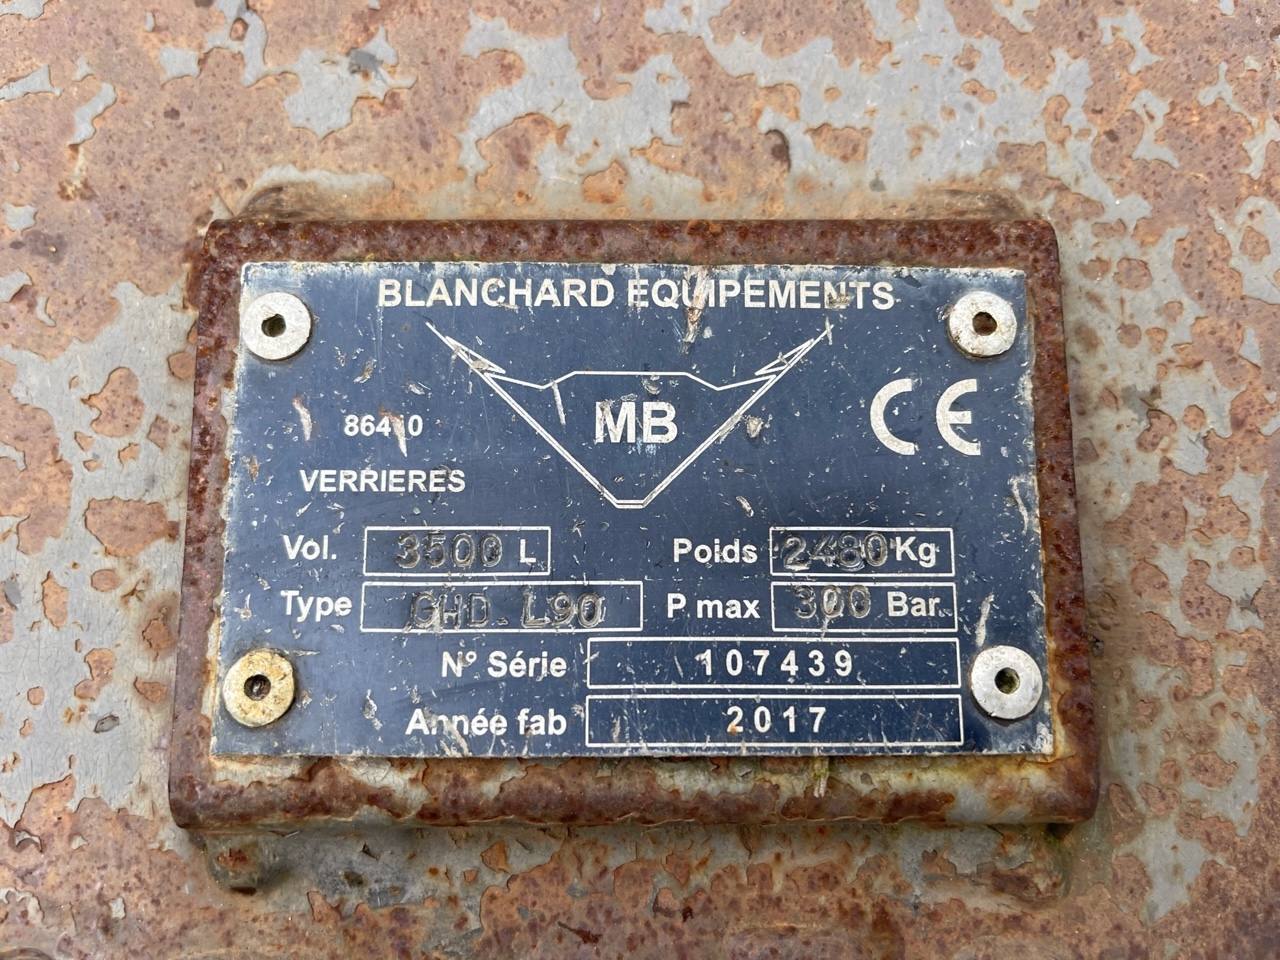 BLANCHARD EQUIPEMENTS
MB
CE
86410
VERRIERES
Vol. 3500 L
Poids 2480 Kg
Type GHD. L90
P max 300 Bar
N° Série 107439
Année fab 2017